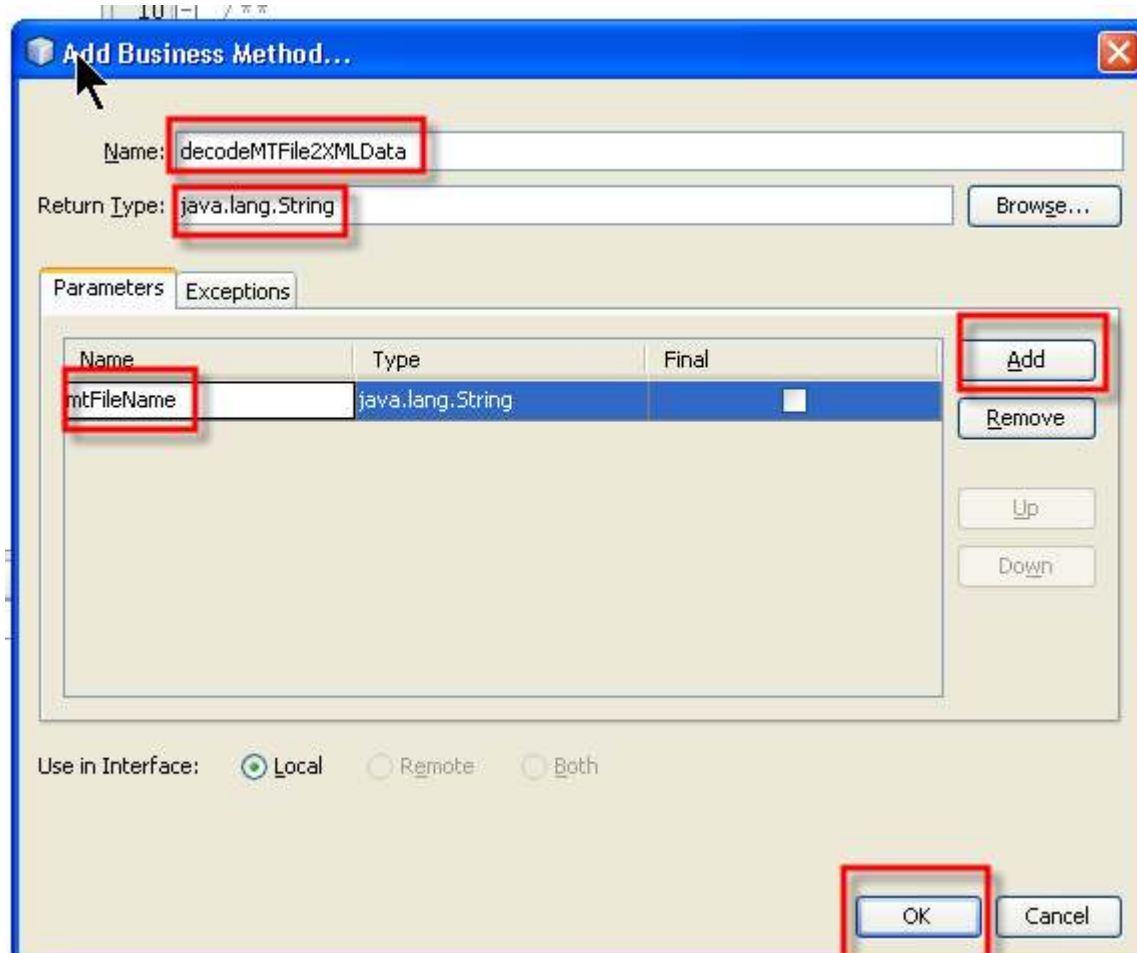 10 /**
Add Business Method...
Name: decodeMTFile2XMLData
Return Type: java.lang.String Browse...
Parameters Exceptions
Name Type Final Add
mtFileName java.lang.String
Remove
Up
Down
Use in Interface: Local Remote Both
OK Cancel